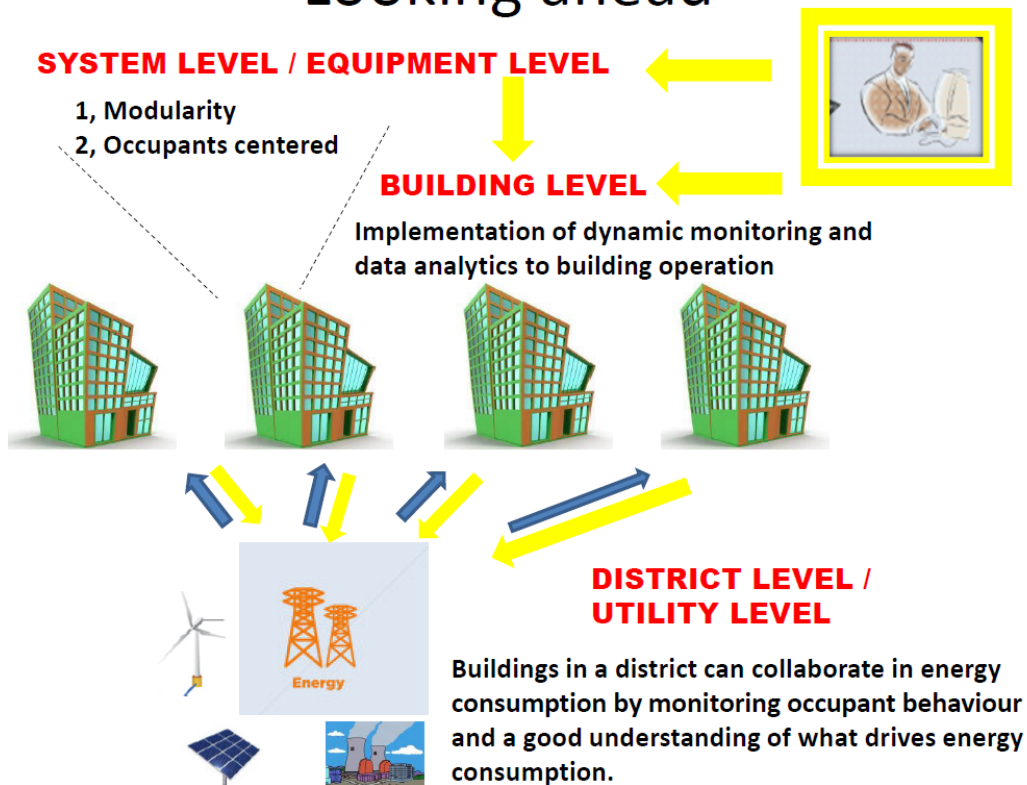 Looking ahead
SYSTEM LEVEL / EQUIPMENT LEVEL
1, Modularity
2, Occupants centered
BUILDING LEVEL
Implementation of dynamic monitoring and
data analytics to building operation
Energy
DISTRICT LEVEL /
UTILITY LEVEL
Buildings in a district can collaborate in energy
consumption by monitoring occupant behaviour
and a good understanding of what drives energy
consumption.